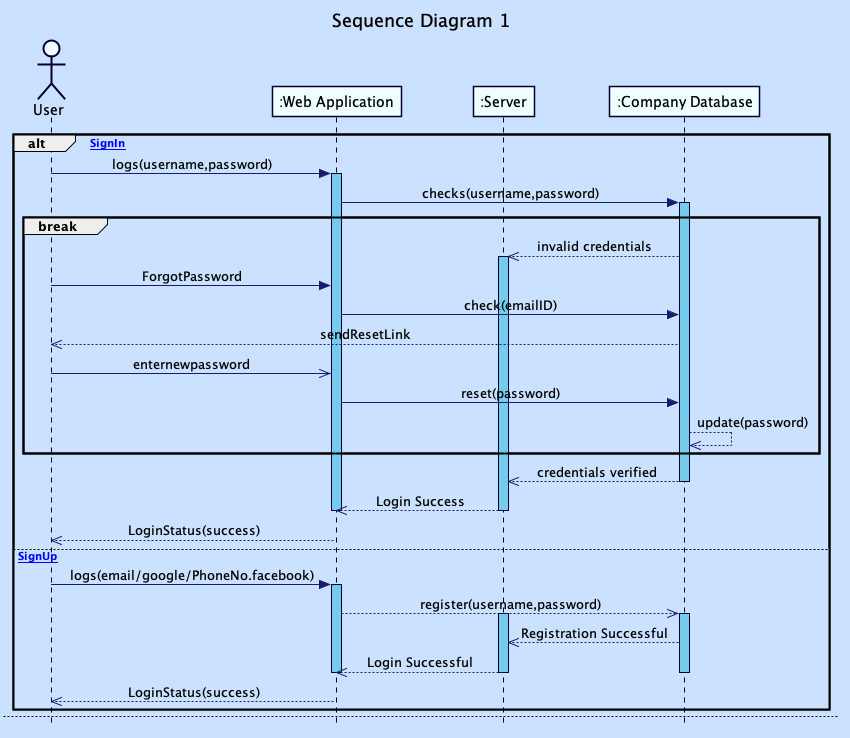 Sequence Diagram 1
User
:Web Application
:Server
:Company Database
alt
SignIn
logs(username,password)
checks(username,password)
break
invalid credentials
ForgotPassword
check(emailID)
sendResetLink
enternewpassword
reset(password)
update(password)
credentials verified
Login Success
LoginStatus(success)
SignUp
logs(email/google/PhoneNo.facebook)
register(username,password)
Registration Successful
Login Successful
LoginStatus(success)